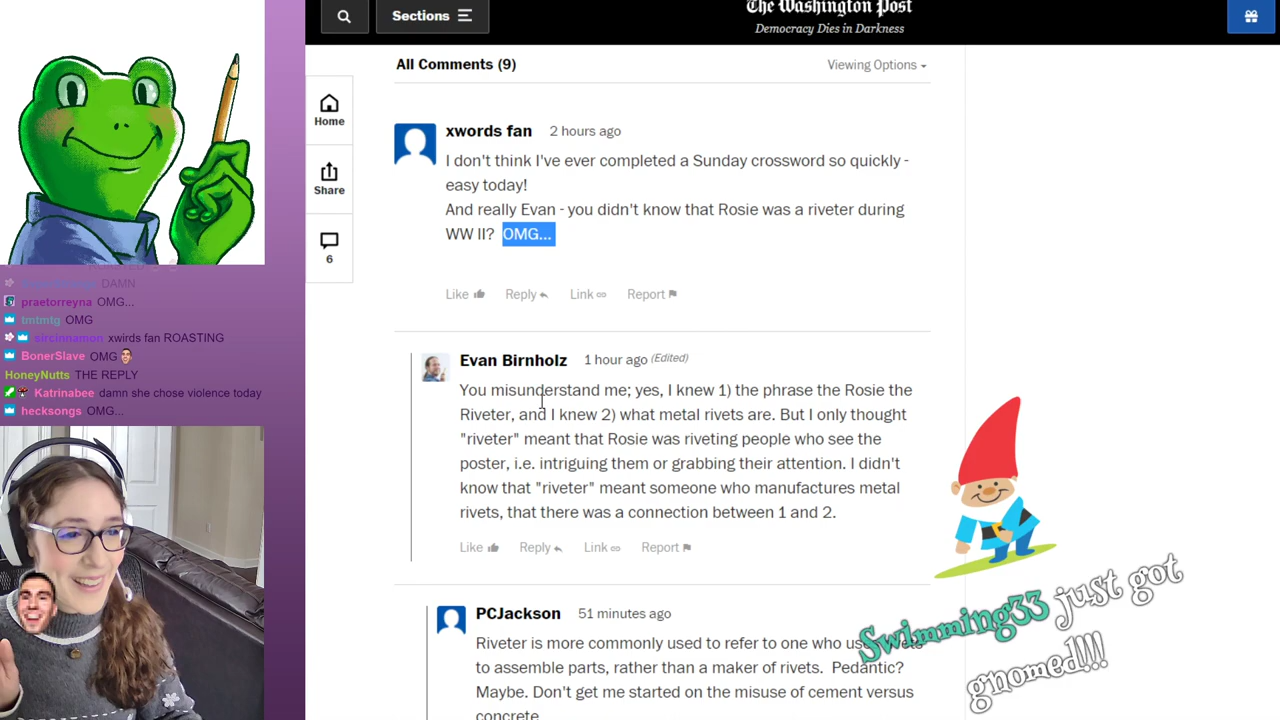 Sections
The Washington Post
Democracy Dies in Darkness
Home
Share
6
All Comments (9)
Viewing Options
xwords fan 2 hours ago
I don't think I've ever completed a Sunday crossword so quickly -
easy today!
And really Evan - you didn't know that Rosie was a riveter during
WW II? OMG...
Like Reply Link Report
Evan Birnholz 1 hour ago (Edited)
You misunderstand me; yes, I knew 1) the phrase the Rosie the
Riveter, and I knew 2) what metal rivets are. But I only thought
"riveter" meant that Rosie was riveting people who see the
poster, i.e. intriguing them or grabbing their attention. I didn't
know that "riveter" meant someone who manufactures metal
rivets, that there was a connection between 1 and 2.
Like Reply Link Report
PCJackson 51 minutes ago
Riveter is more commonly used to refer to one who
to assemble parts, rather than a maker of rivets. Pedantic?
Maybe. Don't get me started on the misuse of cement versus
concrete.
DAMN
praetorreyna OMG...
tmtmtg OMG
sircinnamon xwirds fan ROASTING
BonerSlave OMG
HoneyNutts THE REPLY
Katrinabee damn she chose violence today
hecksongs OMG...
Swimming33 just got
gnomed!!!